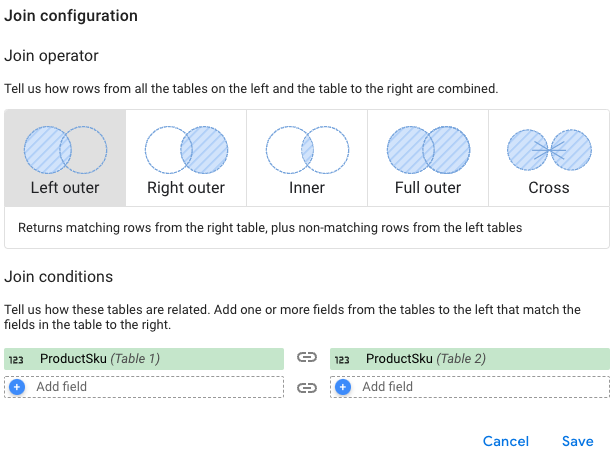 Join configuration
Join operator
Tell us how rows from all the tables on the left and the table to the right are combined.
Left outer
Right outer
Inner
Full outer
Cross
Returns matching rows from the right table, plus non-matching rows from the left tables
Join conditions
Tell us how these tables are related. Add one or more fields from the tables to the left that match the
fields in the table to the right.
123 ProductSku (Table 1)
123 ProductSku (Table 2)
+ Add field
+ Add field
Cancel
Save